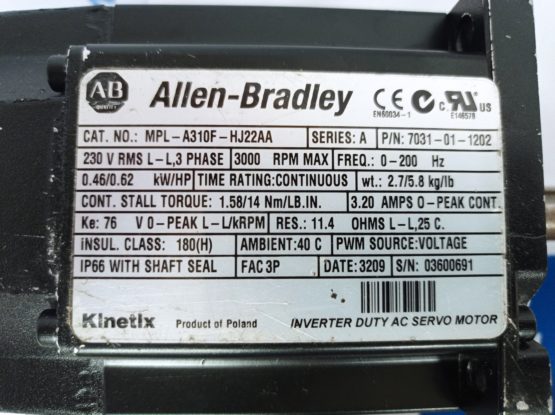 AB
QUALITY
Allen-Bradley CE EN60034-1 c RU US E146578
CAT. NO.: MPL-A310F-HJ22AA SERIES: A P/N: 7031-01-1202
230 V RMS L-L,3 PHASE 3000 RPM MAX FREQ.: 0-200 Hz
0.46/0.62 kW/HP TIME RATING:CONTINUOUS wt.: 2.7/5.8 kg/lb
CONT. STALL TORQUE: 1.58/14 Nm/LB.IN. 3.20 AMPS 0-PEAK CONT.
Ke: 76 V 0-PEAK L-L/kRPM RES.: 11.4 OHMS L-L,25 C.
INSUL. CLASS: 180(H) AMBIENT:40 C PWM SOURCE:VOLTAGE
IP66 WITH SHAFT SEAL FAC 3P DATE: 3209 S/N: 03600691
Kinetix Product of Poland INVERTER DUTY AC SERVO MOTOR